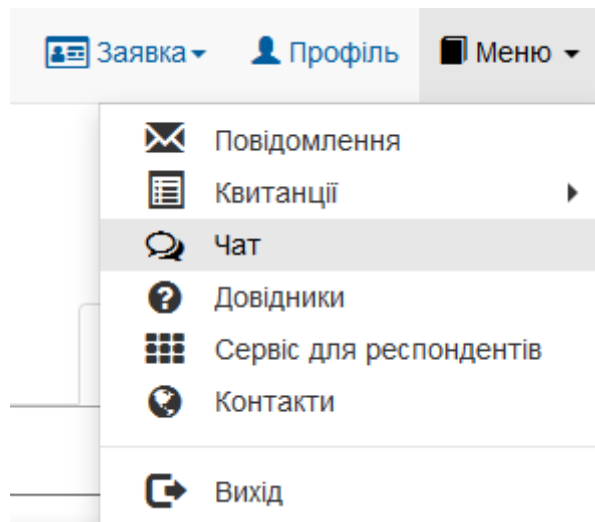 Заявка Профіль Меню
Повідомлення
Квитанції
Чат
Довідники
Сервіс для респондентів
Контакти
Вихід